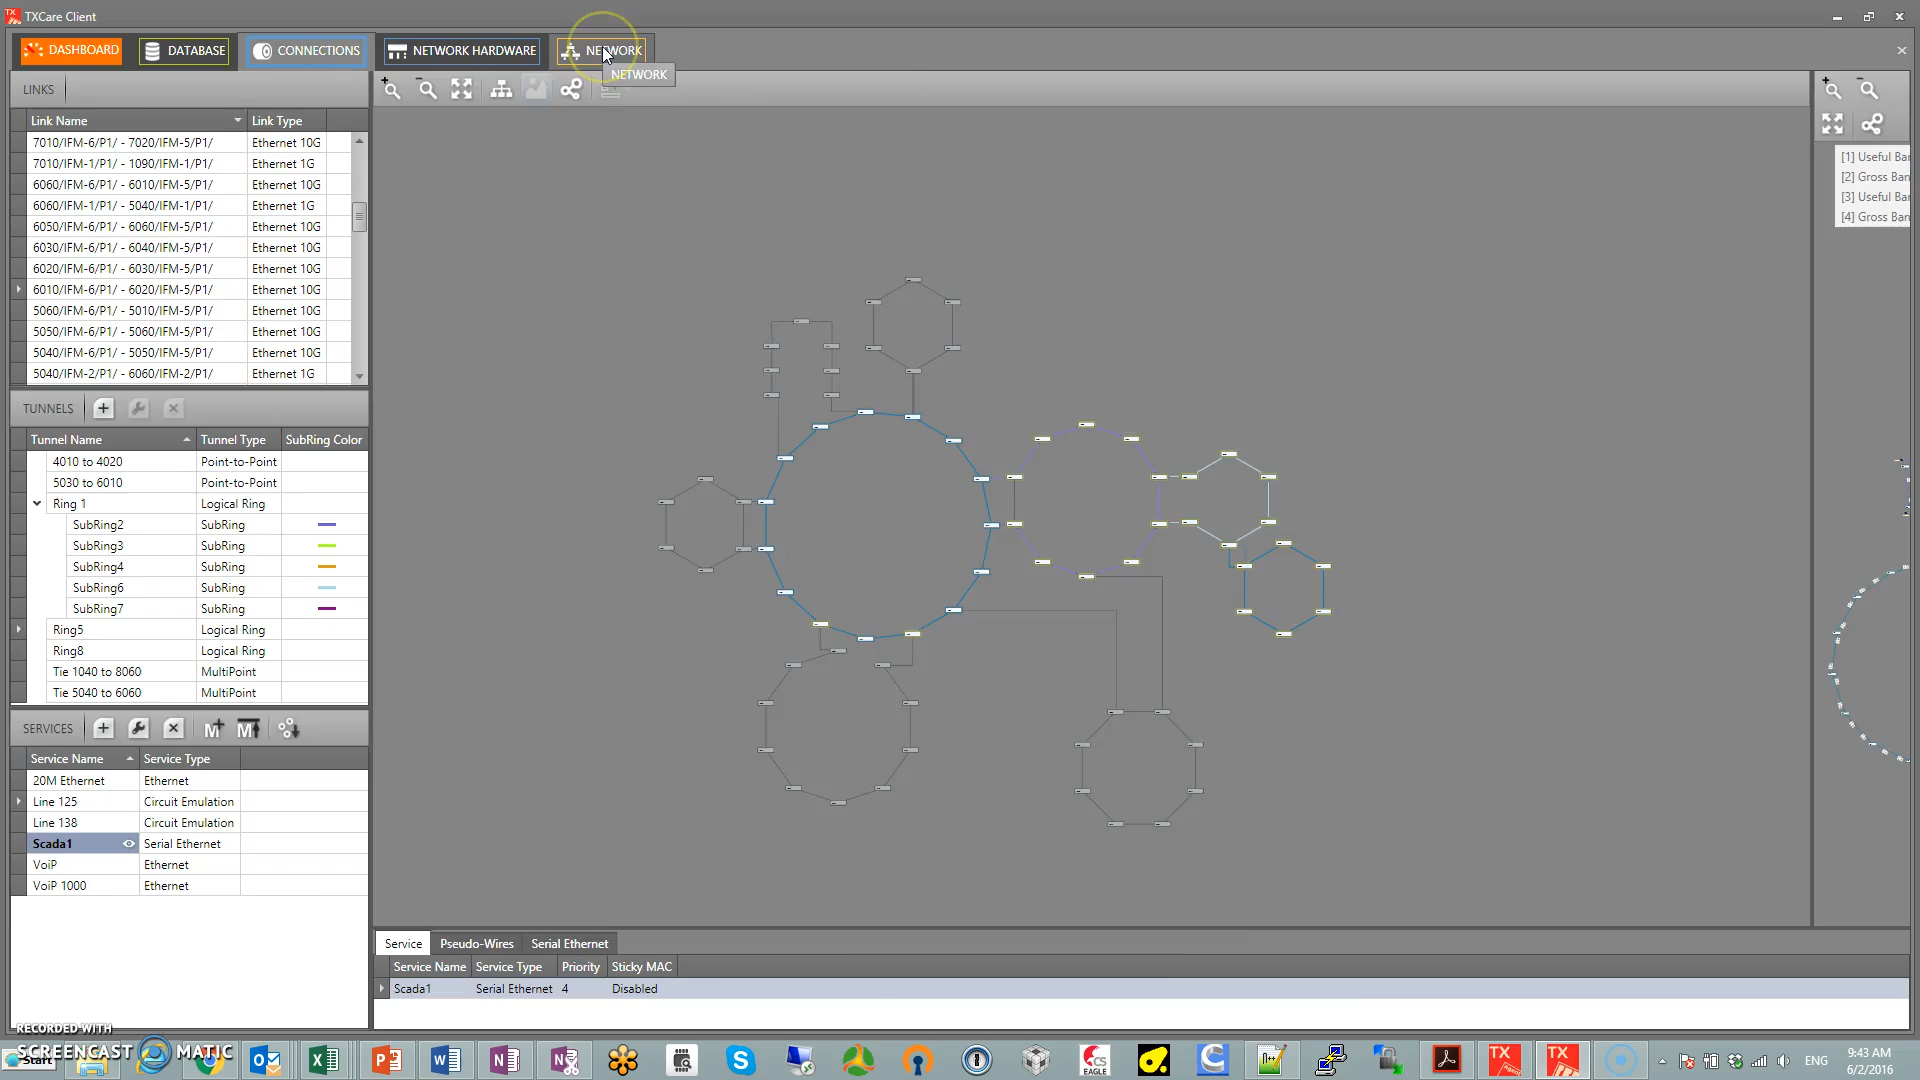 TXCare Client
DASHBOARD
DATABASE
CONNECTIONS
NETWORK HARDWARE
NETWORK
NETWORK
LINKS
Link Name Link Type
7010/IFM-6/P1/ - 7020/IFM-5/P1/ Ethernet 10G
7010/IFM-1/P1/ - 1090/IFM-1/P1/ Ethernet 1G
6060/IFM-6/P1/ - 6010/IFM-5/P1/ Ethernet 10G
6060/IFM-1/P1/ - 5040/IFM-1/P1/ Ethernet 1G
6050/IFM-6/P1/ - 6060/IFM-5/P1/ Ethernet 10G
6030/IFM-6/P1/ - 6040/IFM-5/P1/ Ethernet 10G
6020/IFM-6/P1/ - 6030/IFM-5/P1/ Ethernet 10G
6010/IFM-6/P1/ - 6020/IFM-5/P1/ Ethernet 10G
5060/IFM-6/P1/ - 5010/IFM-5/P1/ Ethernet 10G
5050/IFM-6/P1/ - 5060/IFM-5/P1/ Ethernet 10G
5040/IFM-6/P1/ - 5050/IFM-5/P1/ Ethernet 10G
5040/IFM-2/P1/ - 6060/IFM-2/P1/ Ethernet 1G
TUNNELS
Tunnel Name Tunnel Type SubRing Color
4010 to 4020 Point-to-Point
5030 to 6010 Point-to-Point
Ring 1 Logical Ring
SubRing2 SubRing
SubRing3 SubRing
SubRing4 SubRing
SubRing6 SubRing
SubRing7 SubRing
Ring5 Logical Ring
Ring8 Logical Ring
Tie 1040 to 8060 MultiPoint
Tie 5040 to 6060 MultiPoint
SERVICES
Service Name Service Type
20M Ethernet Ethernet
Line 125 Circuit Emulation
Line 138 Circuit Emulation
Scada1 Serial Ethernet
VoiP Ethernet
VoiP 1000 Ethernet
[1] Useful Ban
[2] Gross Ban
[3] Useful Ban
[4] Gross Ban
Service Pseudo-Wires Serial Ethernet
Service Name Service Type Priority Sticky MAC
Scada1 Serial Ethernet 4 Disabled
RECORDED WITH
SCREENCAST MATIC
Start
CS
EAGLE
TX
TX
ENG
9:43 AM
6/2/2016